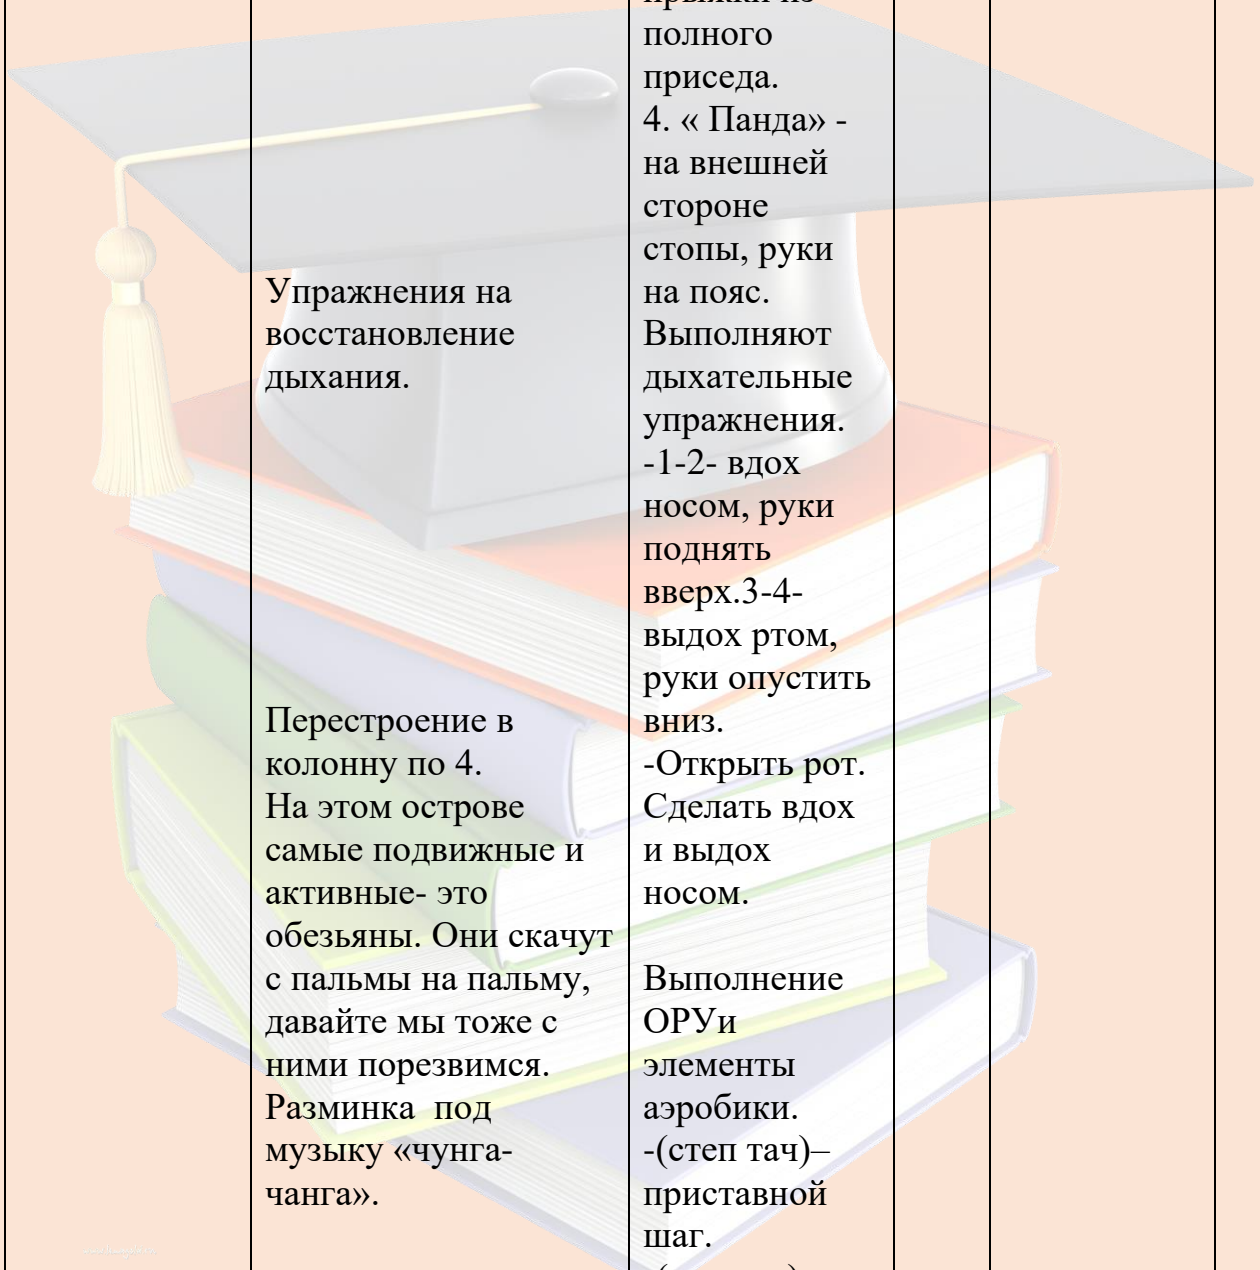 Упражнения на
восстановление
дыхания.
Перестроение в
колонну по 4.
На этом острове
самые подвижные и
активные- это
обезьяны. Они скачут
с пальмы на пальму,
давайте мы тоже с
ними порезвимся.
Разминка  под
музыку «чунга-
чанга».
полного
приседа.
4. « Панда» -
на внешней
стороне
стопы, руки
на пояс.
Выполняют
дыхательные
упражнения.
-1-2- вдох
носом, руки
поднять
вверх.3-4-
выдох ртом,
руки опустить
вниз.
-Открыть рот.
Сделать вдох
и выдох
носом.
Выполнение
ОРУи
элементы
аэробики.
-(степ тач)–
приставной
шаг.